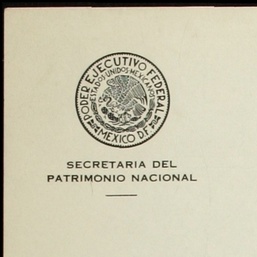 PODER EJECUTIVO FEDERAL
ESTADOS UNIDOS MEXICANOS
MEXICO D.F.
SECRETARIA DEL
PATRIMONIO NACIONAL